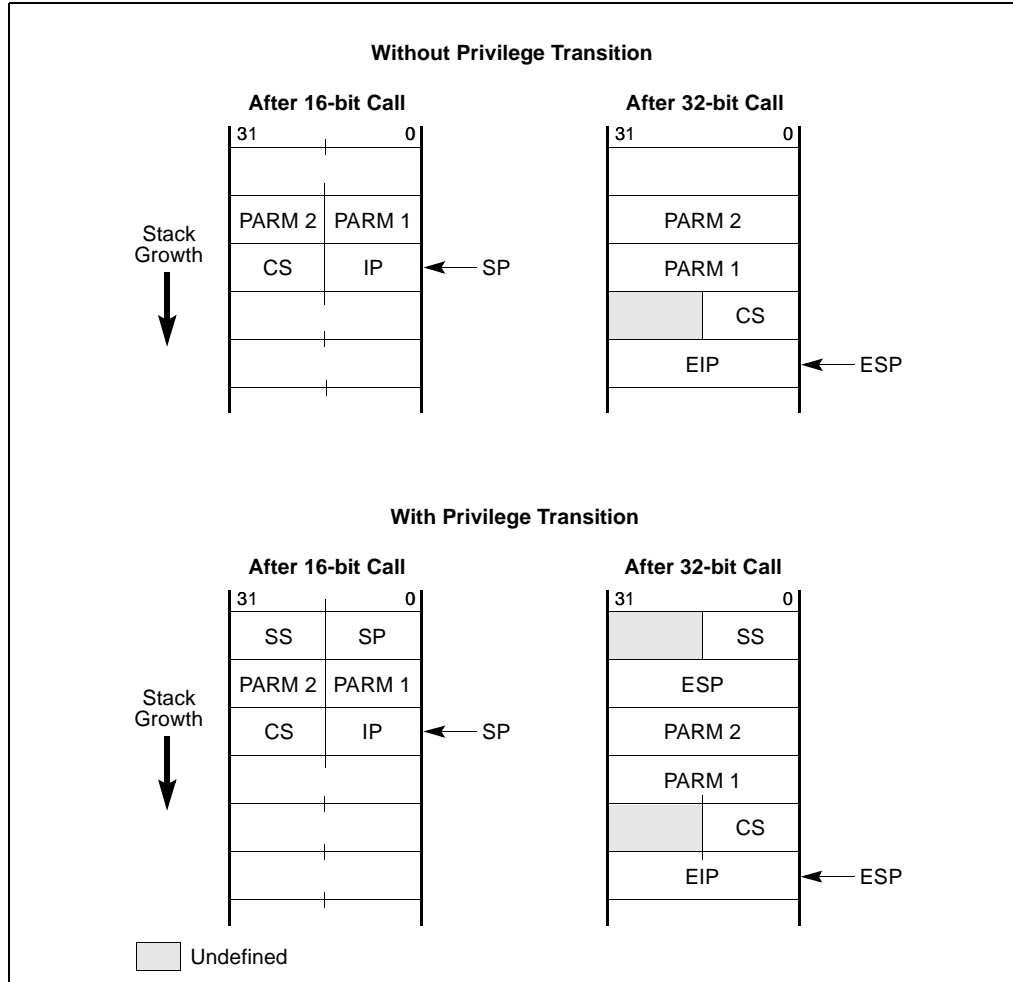 Without Privilege Transition
After 16-bit Call
After 32-bit Call
31 0
31 0
PARM 2 PARM 1
PARM 2
Stack
Growth
CS IP
SP
PARM 1
CS
EIP
ESP
With Privilege Transition
After 16-bit Call
After 32-bit Call
31 0
31 0
SS SP
SS
PARM 2 PARM 1
ESP
Stack
Growth
CS IP
SP
PARM 2
PARM 1
CS
EIP
ESP
Undefined